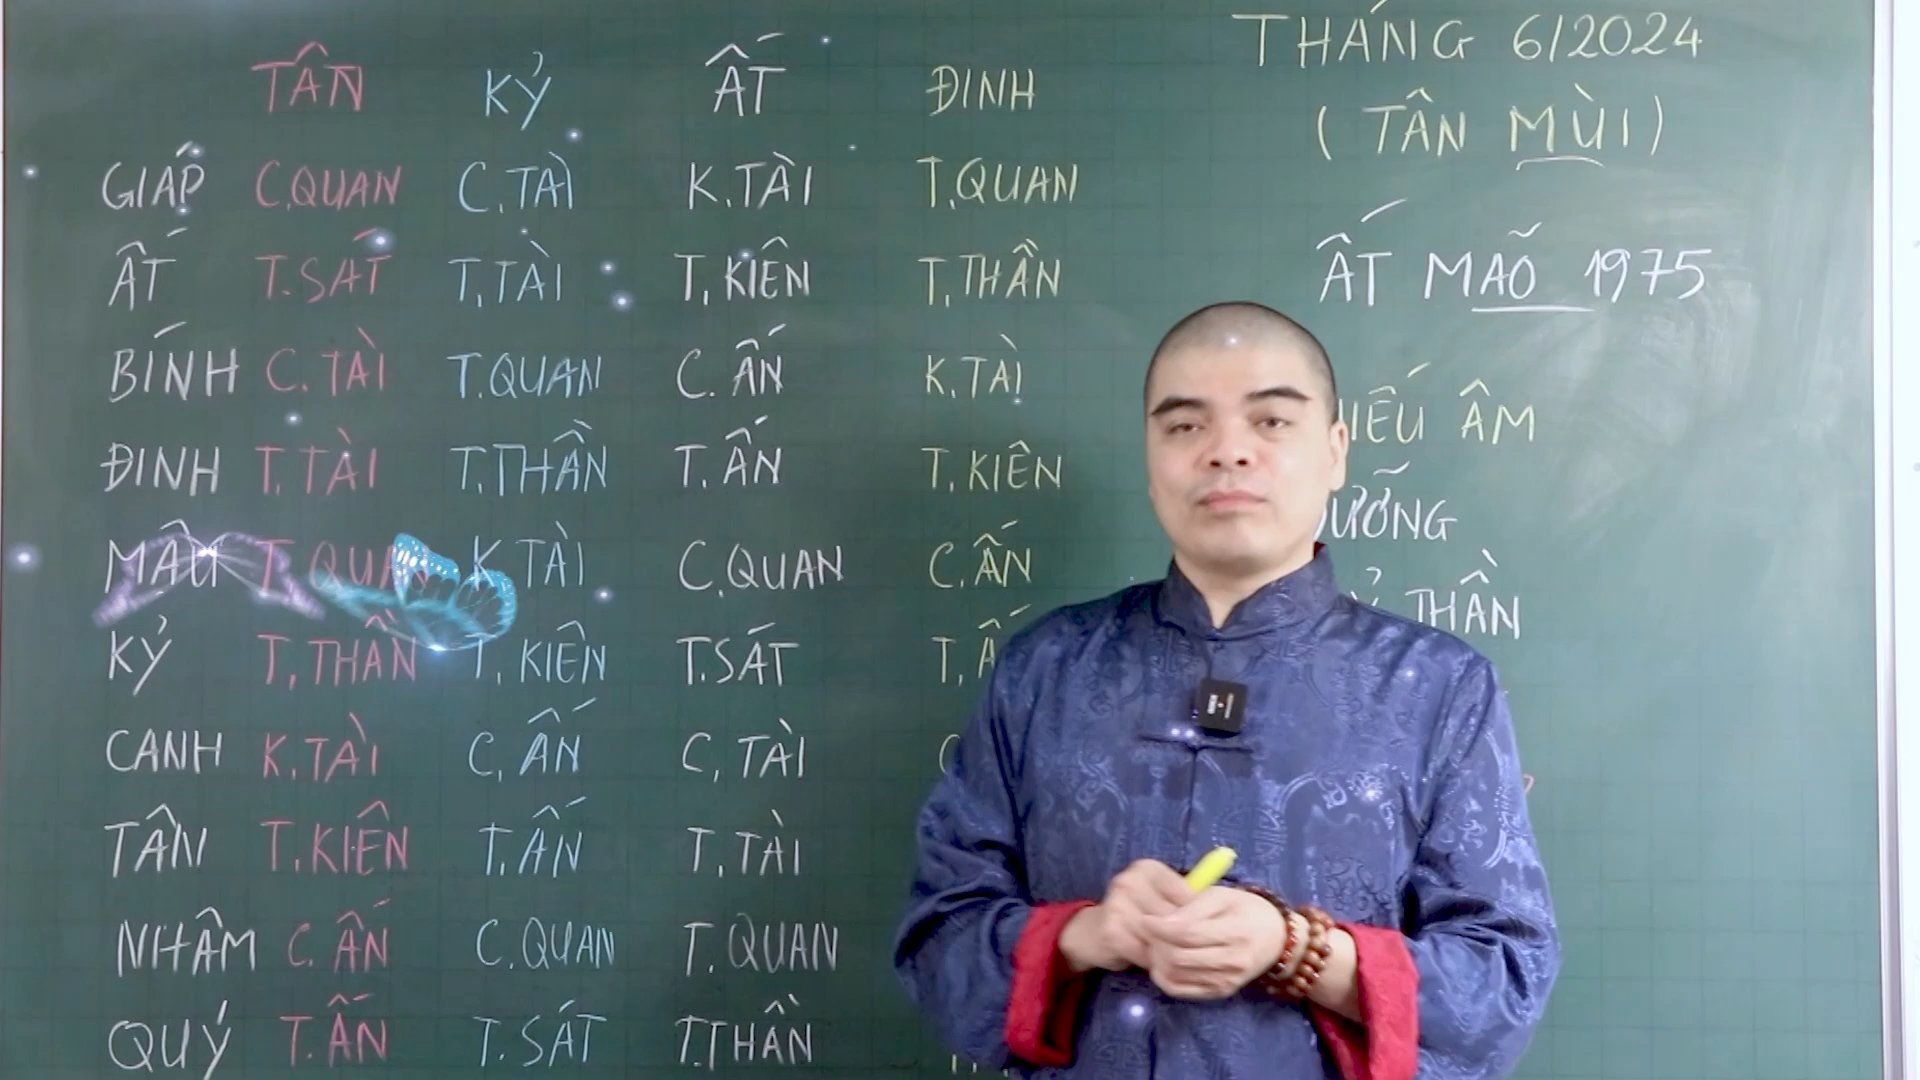 TÂN KỶ ẤT ĐINH
GIÁP C.QUAN C.TÀI K.TÀI T.QUAN
ẤT T.SÁT T.TÀI T.KIÊN T.THẦN
BÍNH C.TÀI T.QUAN C.ẤN K.TÀI
ĐINH T.TÀI T.THẦN T.ẤN T.KIÊN
MẬU T.QUAN K.TÀI C.QUAN C.ẤN
KỶ T.THẦN T.KIÊN T.SÁT T.
CANH K.TÀI C.ẤN C.TÀI
TÂN T.KIÊN T.ẤN T.TÀI
NHÂM C.ẤN C.QUAN T.QUAN
QUÝ T.ẤN T.SÁT T.THẦN
THÁNG 6/2024
(TÂN MÙI)
ẤT MÃO 1975
ÂM
THẦN